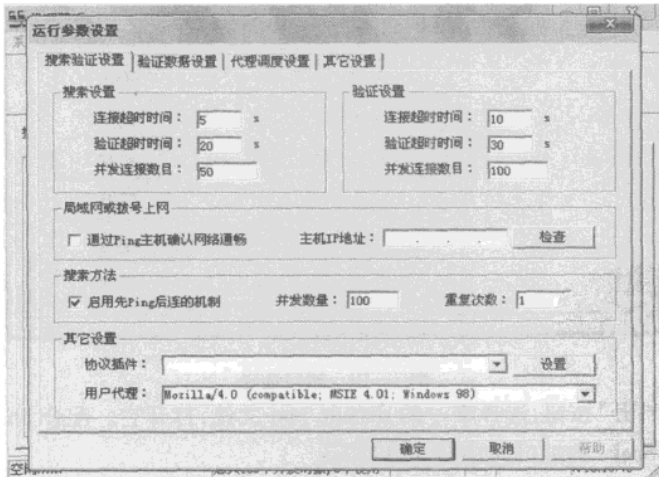 运行参数设置
搜索验证设置 验证数据设置 代理调度设置 其它设置
搜索设置
连接超时时间： 5 s
验证超时时间： 20 s
并发连接数目： 50
验证设置
连接超时时间： 10 s
验证超时时间： 30 s
并发连接数目： 100
局域网或拨号上网
通过Ping主机确认网络通畅 主机IP地址： . . . 检查
搜索方法
启用先Ping后连的机制 并发数量： 100 重复次数： 1
其它设置
协议插件： 设置
用户代理： Mozilla/4.0 (compatible; MSIE 4.01; Windows 98)
确定 取消 帮助